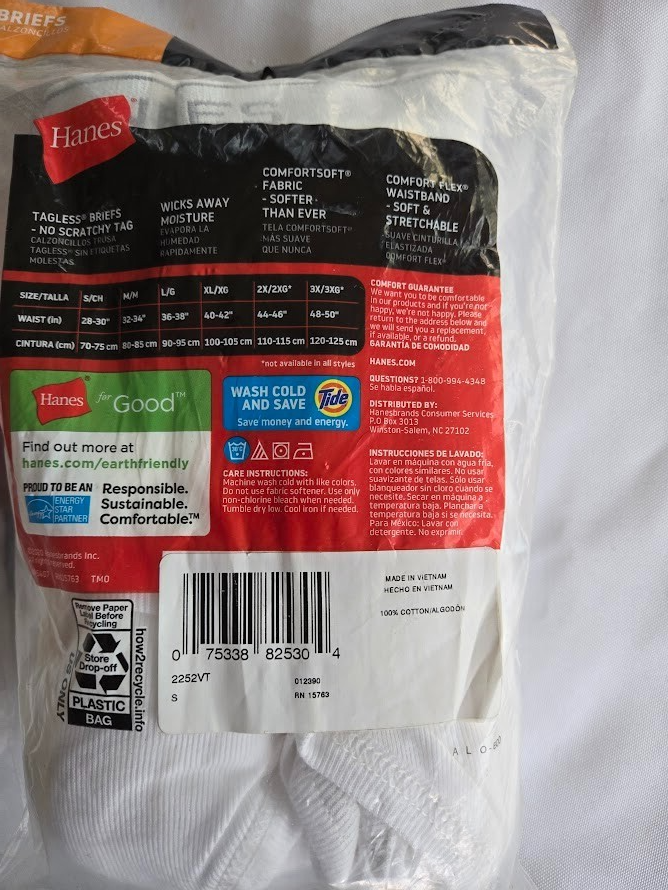 BRIEFS
CALZONCILLOS
Hanes®
TAGLESS® BRIEFS
- NO SCRATCHY TAG
CALZONCILLOS TRUSA
TAGLESS® SIN ETIQUETAS
MOLESTAS
WICKS AWAY
MOISTURE
EVAPORA LA
HUMEDAD
RAPIDAMENTE
COMFORTSOFT®
FABRIC
- SOFTER
THAN EVER
TELA COMFORTSOFT®
MÁS SUAVE
QUE NUNCA
COMFORT FLEX®
WAISTBAND
- SOFT &
STRETCHABLE
SUAVE CINTURILLA
ELASTIZADA
COMFORT FLEX®
SIZE/TALLA S/CH M/M L/G XL/XG 2X/2XG* 3X/3XG*
WAIST (in) 28-30" 32-34" 36-38" 40-42" 44-46" 48-50"
CINTURA (cm) 70-75 cm 80-85 cm 90-95 cm 100-105 cm 110-115 cm 120-125 cm
*not available in all styles
COMFORT GUARANTEE
We want you to be comfortable
in our products and if you're not
happy, we're not happy. Please
return to the address below and
we will send you a replacement,
if available, or a refund.
GARANTÍA DE COMODIDAD
HANES.COM
QUESTIONS? 1-800-994-4348
Se habla español.
DISTRIBUTED BY:
Hanesbrands Consumer Services
P.O Box 3013
Winston-Salem, NC 27102
INSTRUCCIONES DE LAVADO:
Lavar en máquina con agua fría,
con colores similares. No usar
suavizante de telas. Sólo usar
blanqueador sin cloro cuando se
necesite. Secar en máquina a
temperatura baja. Planchar a
temperatura baja si se necesita.
Para México: Lavar con
detergente. No exprimir.
Hanes® for Good™
Find out more at
hanes.com/earthfriendly
PROUD TO BE AN
ENERGY
STAR
PARTNER
Responsible.
Sustainable.
Comfortable.™
WASH COLD
AND SAVE
Tide
Save money and energy.
30°C
CARE INSTRUCTIONS:
Machine wash cold with like colors.
Do not use fabric softener. Use only
non-chlorine bleach when needed.
Tumble dry low. Cool iron if needed.
Hanesbrands Inc.
reserved.
TM0
Remove Paper
Label Before
Recycling
Store
Drop-off
PLASTIC
BAG
US ONLY
how2recycle.info
0 75338 82530 4
2252VT
S
012390
RN 15763
MADE IN VIETNAM
HECHO EN VIETNAM
100% COTTON/ALGODÓN